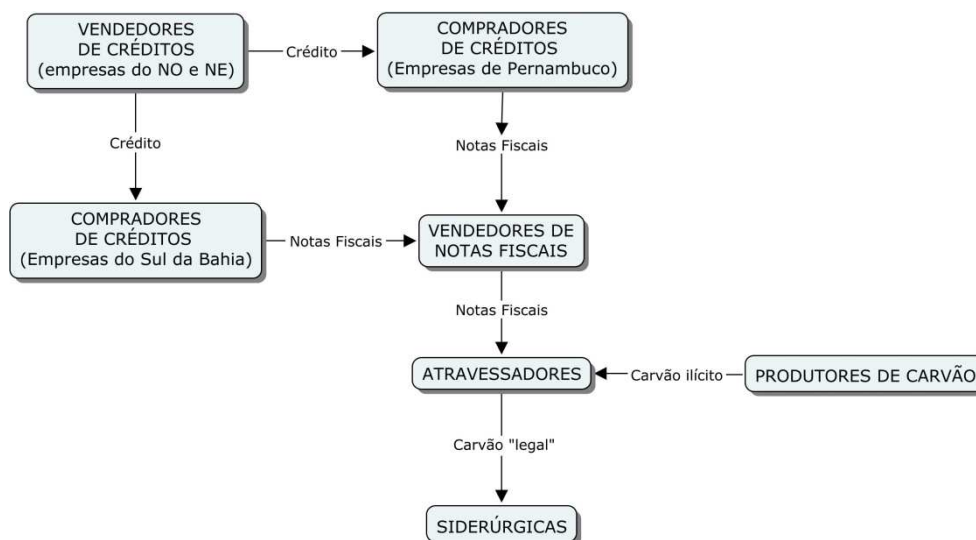 VENDEDORES
DE CRÉDITOS
(empresas do NO e NE)
Crédito
COMPRADORES
DE CRÉDITOS
(Empresas de Pernambuco)
Crédito
Notas Fiscais
COMPRADORES
DE CRÉDITOS
(Empresas do Sul da Bahia)
Notas Fiscais
VENDEDORES DE
NOTAS FISCAIS
Notas Fiscais
ATRAVESSADORES
Carvão ilícito
PRODUTORES DE CARVÃO
Carvão "legal"
SIDERÚRGICAS